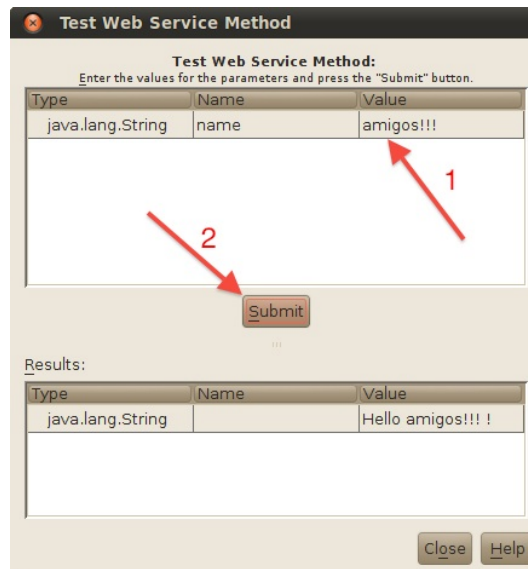 Test Web Service Method
Test Web Service Method:
Enter the values for the parameters and press the "Submit" button.
Type Name Value
java.lang.String name amigos!!!
1
2
Submit
Results:
Type Name Value
java.lang.String Hello amigos!!! !
Close Help